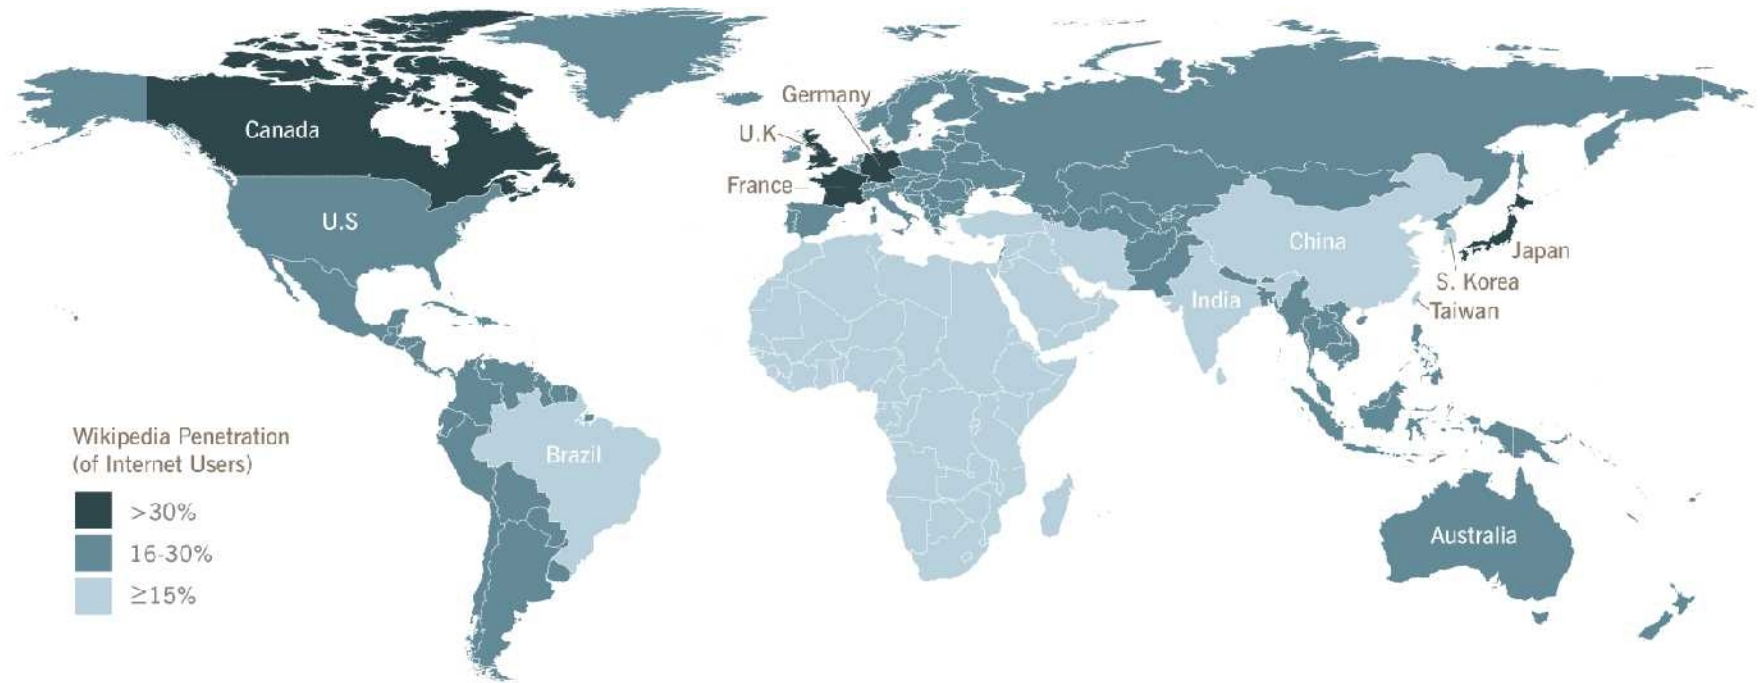 Germany
Canada
U.K
France
U.S
China
Japan
S. Korea
India
Taiwan
Wikipedia Penetration
(of Internet Users)
Brazil
>30%
Australia
16-30%
≥15%